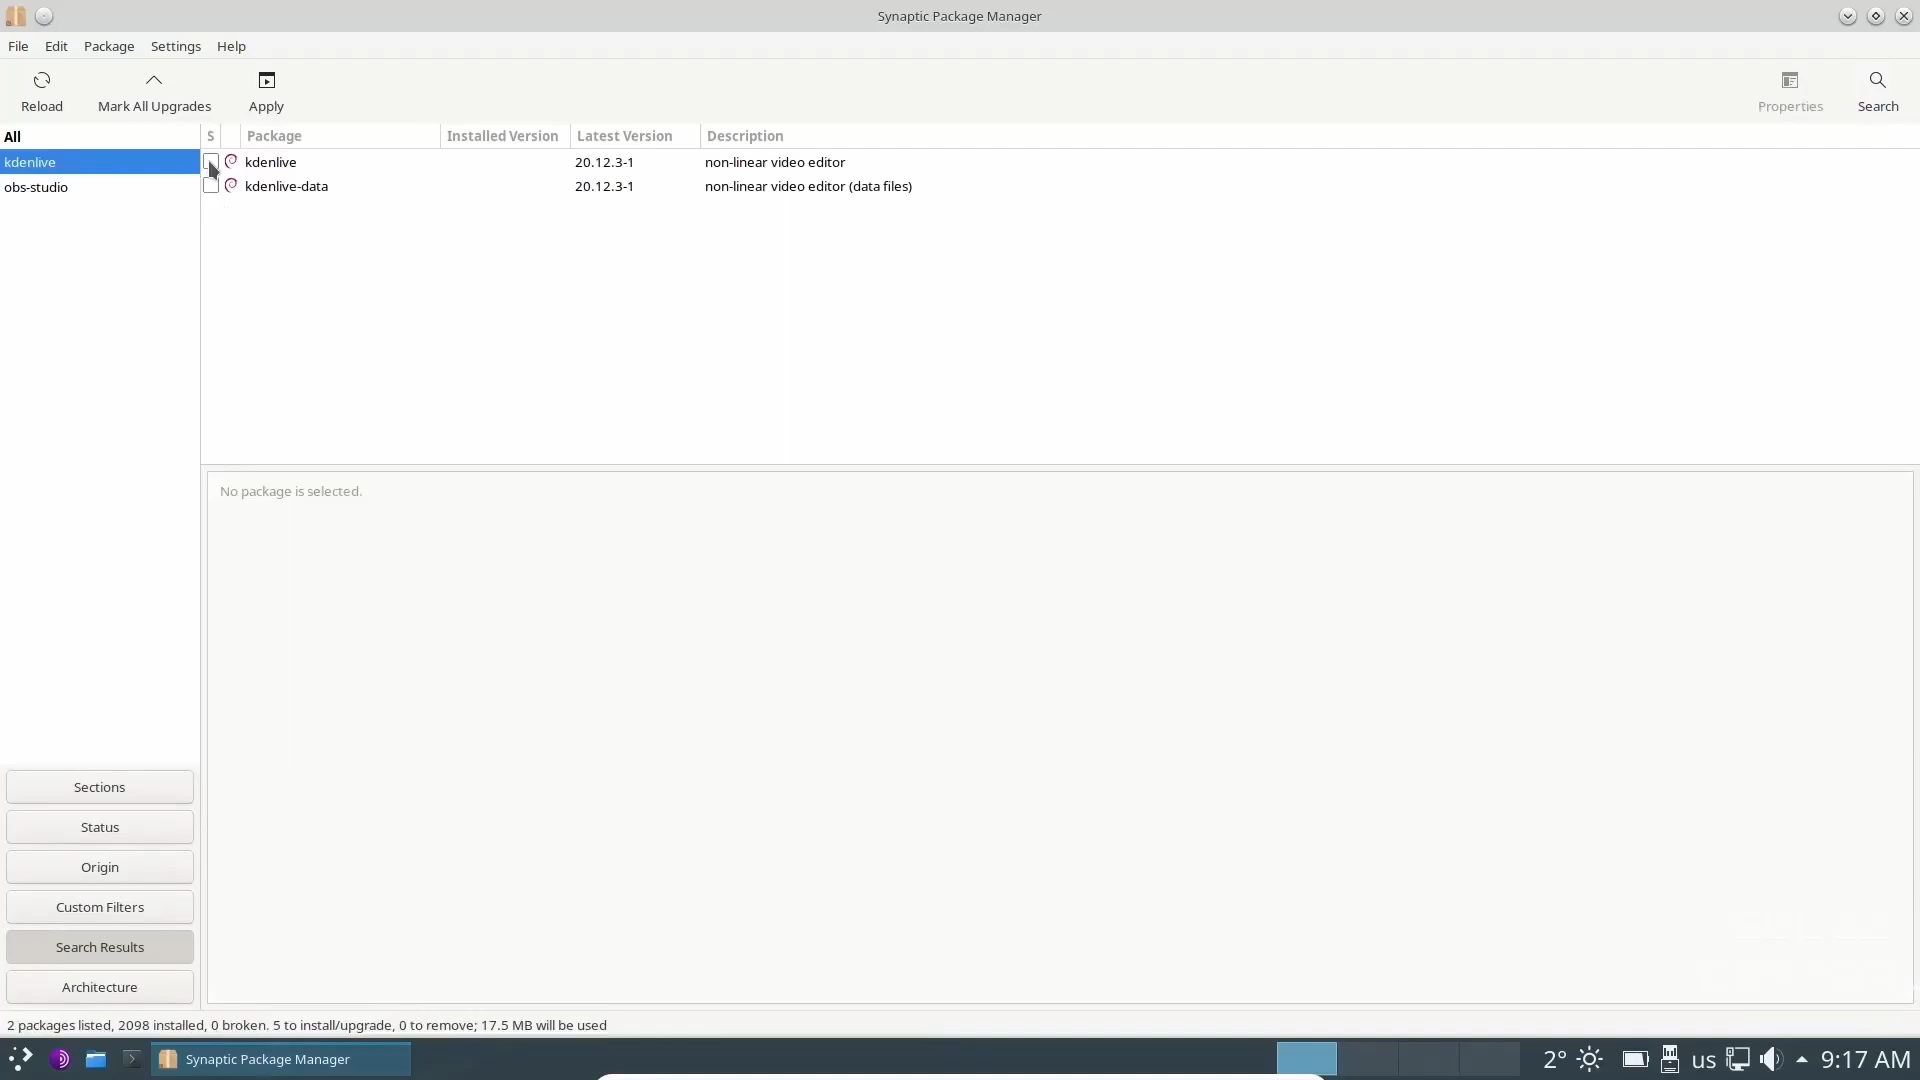 Synaptic Package Manager
File Edit Package Settings Help
Reload Mark All Upgrades Apply Properties Search
All
kdenlive
obs-studio
S Package Installed Version Latest Version Description
kdenlive 20.12.3-1 non-linear video editor
kdenlive-data 20.12.3-1 non-linear video editor (data files)
No package is selected.
Sections
Status
Origin
Custom Filters
Search Results
Architecture
2 packages listed, 2098 installed, 0 broken. 5 to install/upgrade, 0 to remove; 17.5 MB will be used
Synaptic Package Manager 2° us 9:17 AM